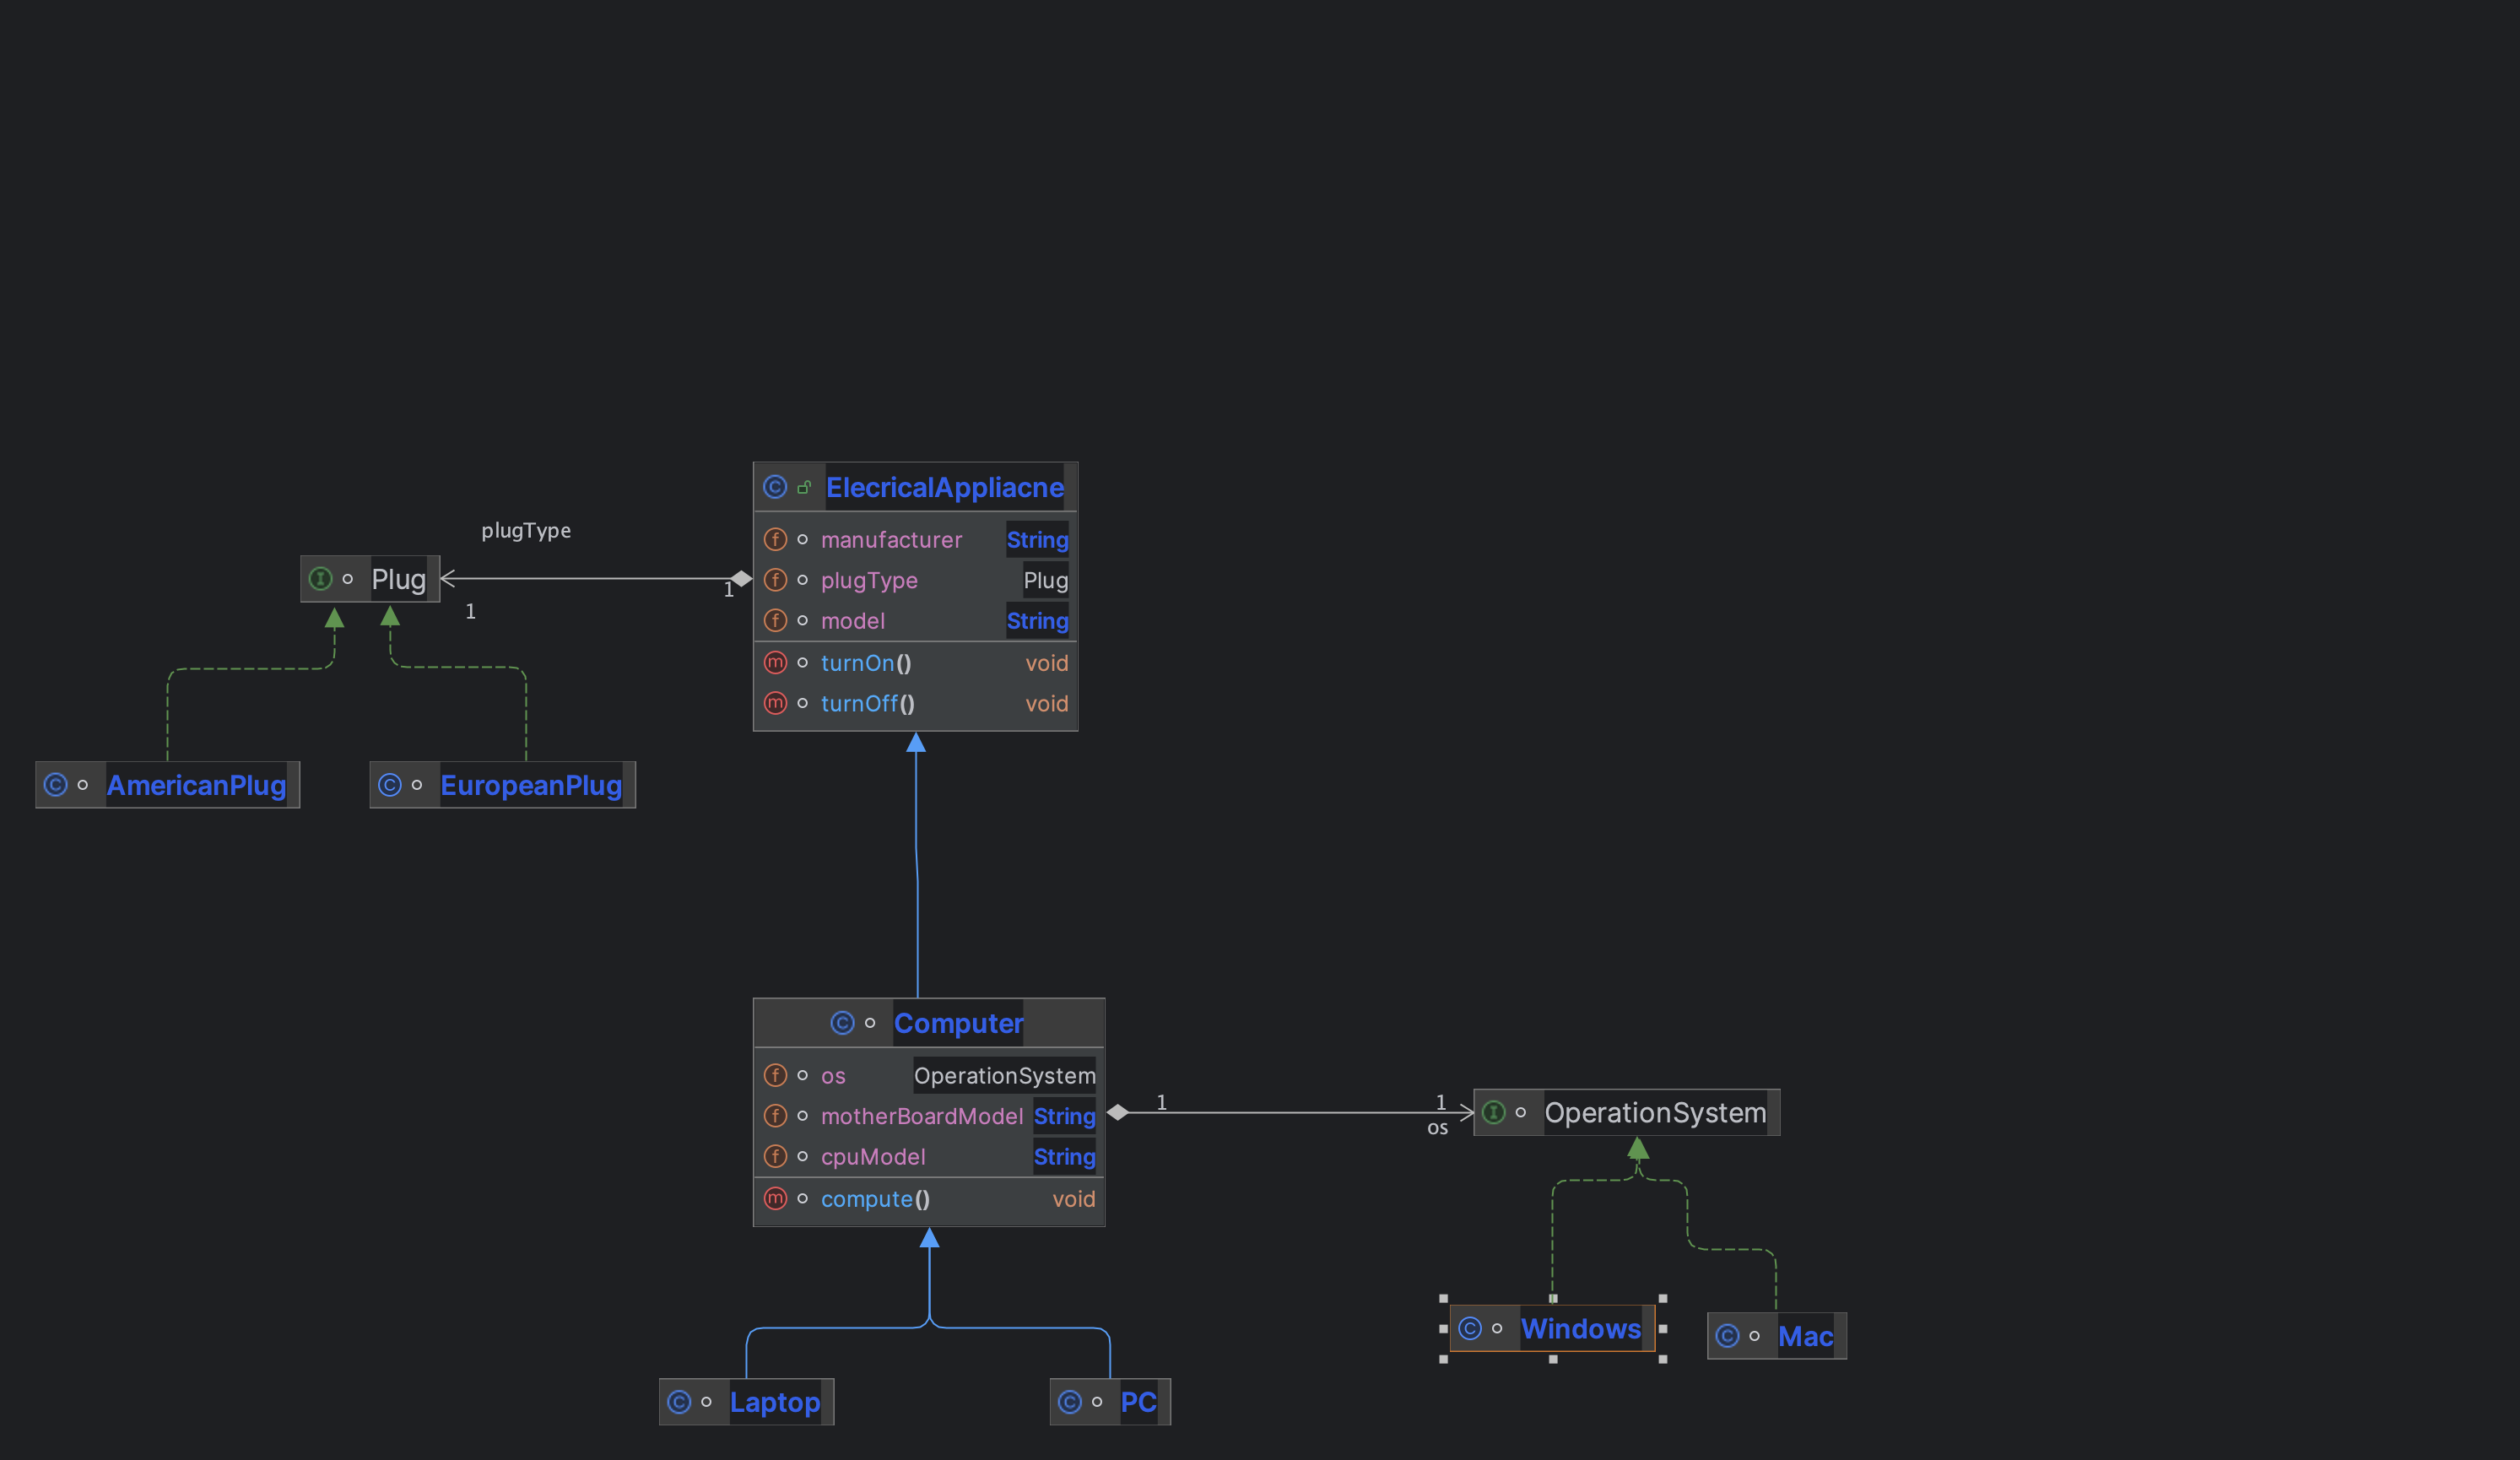 ElecricalAppliacne
manufacturer String
plugType Plug
model String
turnOn() void
turnOff() void
plugType
1
1
Plug
AmericanPlug
EuropeanPlug
Computer
os OperationSystem
motherBoardModel String
cpuModel String
compute() void
1
1
os
OperationSystem
Windows
Mac
Laptop
PC